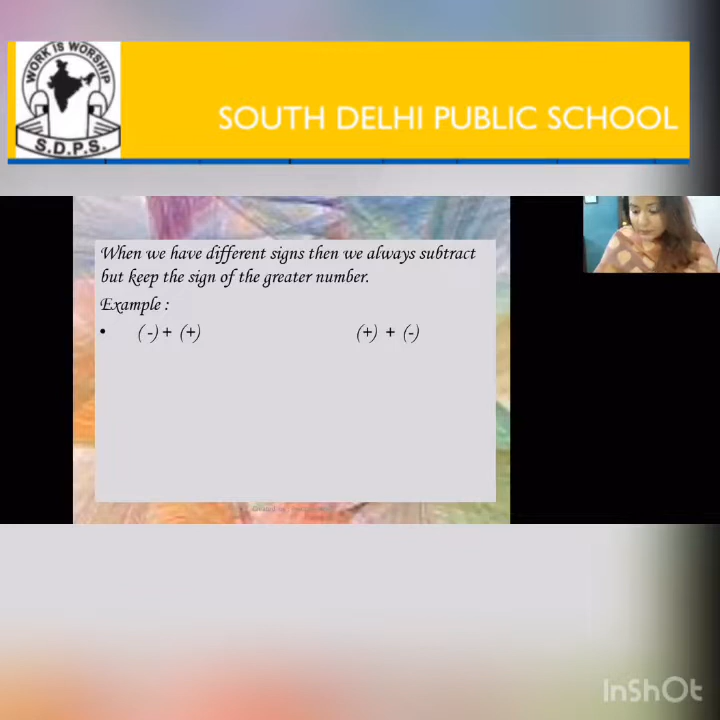 WORK IS WORSHIP
S.D.P.S.
SOUTH DELHI PUBLIC SCHOOL
When we have different signs then we always subtract
but keep the sign of the greater number.
Example :
• ( -) + (+) (+) + (-)
InShOt